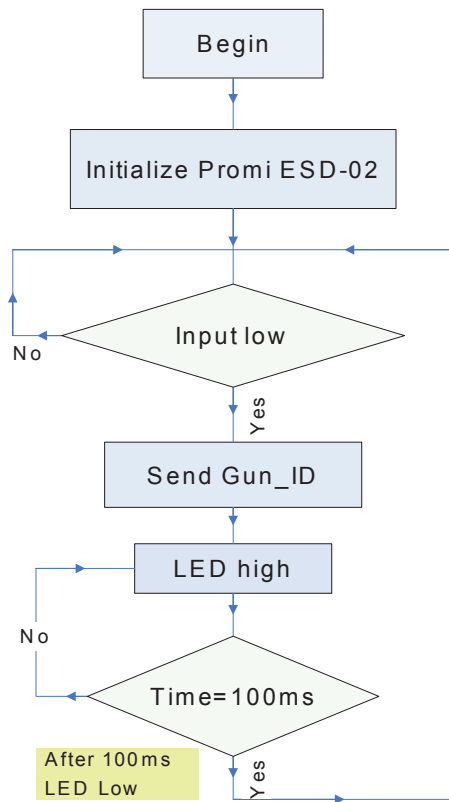 Begin
Initialize Promi ESD-02
Input low
No
Yes
Send Gun_ID
LED high
No
Time=100ms
After 100ms
LED Low
Yes